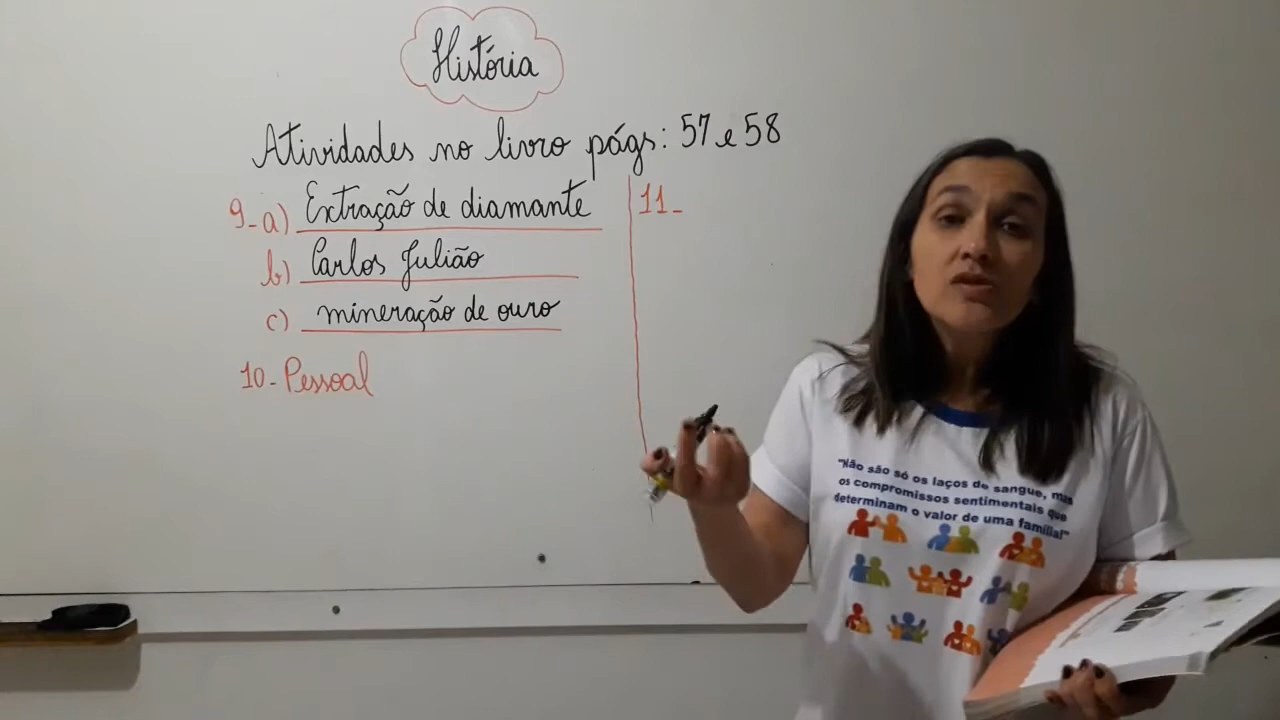 História
Atividades no livro págs: 57 e 58
9- a) Extração de diamante
b) Carlos Julião
c) mineração de ouro
10- Pessoal
11-
"Não são só os laços de sangue, mas
os compromissos sentimentais que
determinam o valor de uma família!"